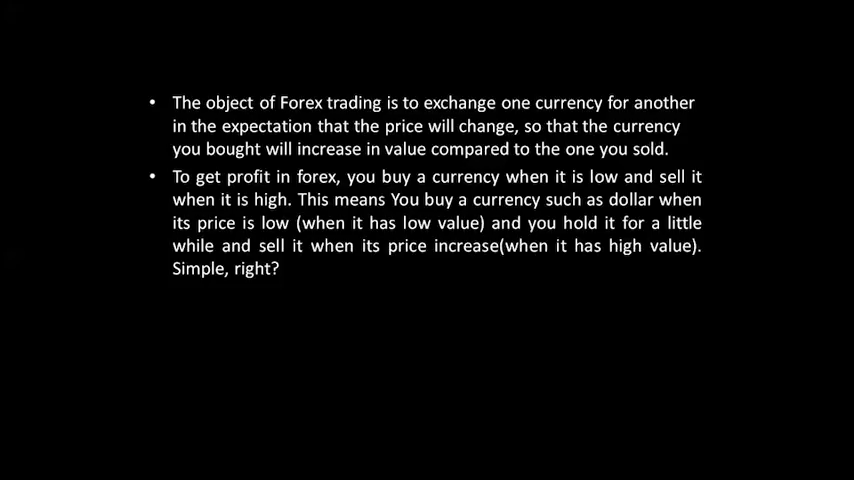 • The object of Forex trading is to exchange one currency for another
in the expectation that the price will change, so that the currency
you bought will increase in value compared to the one you sold.
• To get profit in forex, you buy a currency when it is low and sell it
when it is high. This means You buy a currency such as dollar when
its price is low (when it has low value) and you hold it for a little
while and sell it when its price increase(when it has high value).
Simple, right?